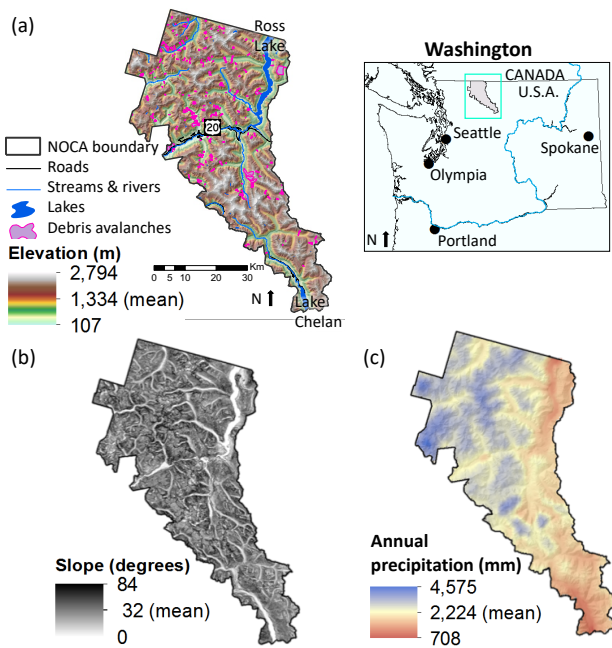 (a)
Ross
Lake
20
NOCA boundary
Roads
Streams & rivers
Lakes
Debris avalanches
Elevation (m)
2,794
1,334 (mean)
107
0 5 10 20 30
Km
N
Lake
Chelan
Washington
CANADA
U.S.A.
Seattle
Spokane
Olympia
Portland
N
(b)
Slope (degrees)
84
32 (mean)
0
(c)
Annual
precipitation (mm)
4,575
2,224 (mean)
708